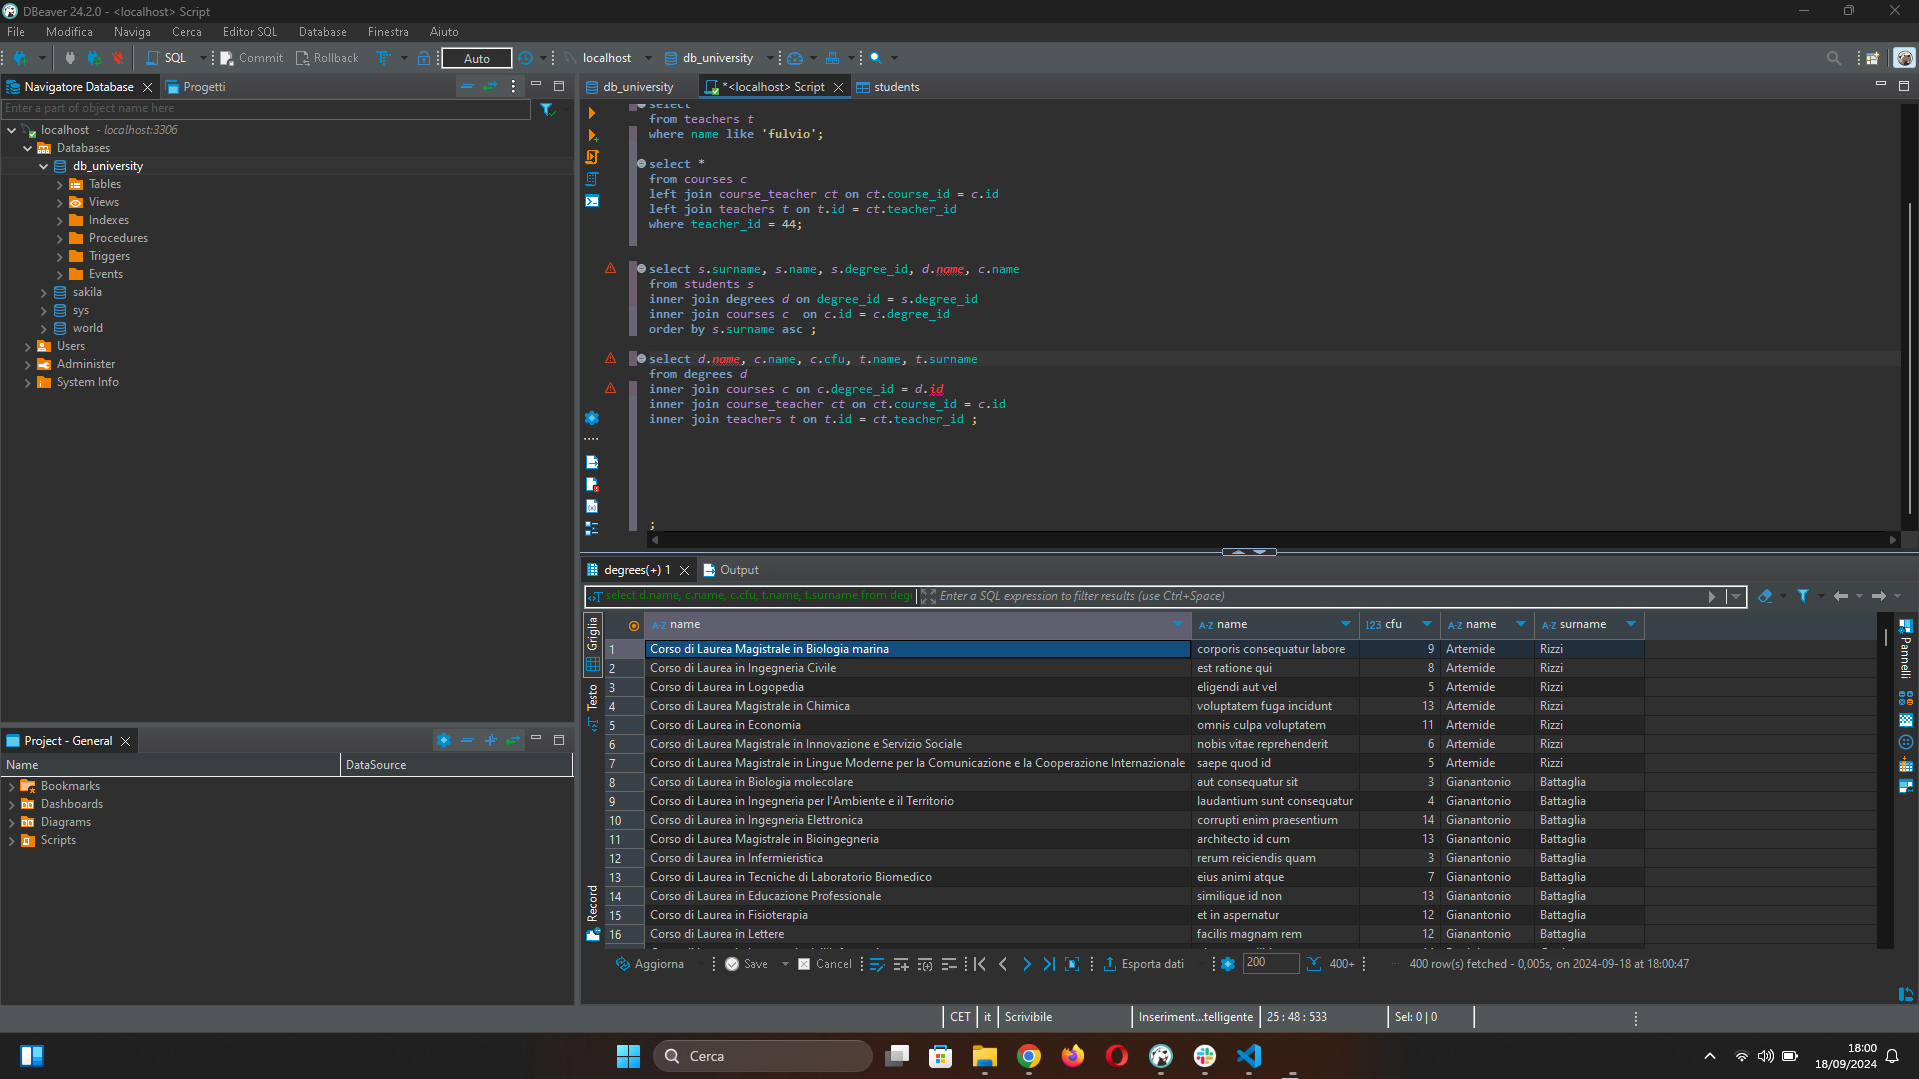 DBeaver 24.2.0 - <localhost> Script
File Modifica Naviga Cerca Editor SQL Database Finestra Aiuto
SQL Commit Rollback Auto localhost db_university
Navigatore Database Progetti
Enter a part of object name here
localhost - localhost:3306
Databases
db_university
Tables
Views
Indexes
Procedures
Triggers
Events
sakila
sys
world
Users
Administer
System Info
Project - General
Name DataSource
Bookmarks
Dashboards
Diagrams
Scripts
db_university *<localhost> Script students
select
from teachers t
where name like 'fulvio';
select *
from courses c
left join course_teacher ct on ct.course_id = c.id
left join teachers t on t.id = ct.teacher_id
where teacher_id = 44;
select s.surname, s.name, s.degree_id, d.name, c.name
from students s
inner join degrees d on degree_id = s.degree_id
inner join courses c  on c.id = c.degree_id
order by s.surname asc ;
select d.name, c.name, c.cfu, t.name, t.surname
from degrees d
inner join courses c on c.degree_id = d.id
inner join course_teacher ct on ct.course_id = c.id
inner join teachers t on t.id = ct.teacher_id ;
;
degrees(+) 1 Output
select d.name, c.name, c.cfu, t.name, t.surname from deg Enter a SQL expression to filter results (use Ctrl+Space)
Griglia
Testo
Record
Pannelli
A-Z name A-Z name 123 cfu A-Z name A-Z surname
1 Corso di Laurea Magistrale in Biologia marina corporis consequatur labore 9 Artemide Rizzi
2 Corso di Laurea in Ingegneria Civile est ratione qui 8 Artemide Rizzi
3 Corso di Laurea in Logopedia eligendi aut vel 5 Artemide Rizzi
4 Corso di Laurea Magistrale in Chimica voluptatem fuga incidunt 13 Artemide Rizzi
5 Corso di Laurea in Economia omnis culpa voluptatem 11 Artemide Rizzi
6 Corso di Laurea Magistrale in Innovazione e Servizio Sociale nobis vitae reprehenderit 6 Artemide Rizzi
7 Corso di Laurea Magistrale in Lingue Moderne per la Comunicazione e la Cooperazione Internazionale saepe quod id 5 Artemide Rizzi
8 Corso di Laurea in Biologia molecolare aut consequatur sit 3 Gianantonio Battaglia
9 Corso di Laurea in Ingegneria per l'Ambiente e il Territorio laudantium sunt consequatur 4 Gianantonio Battaglia
10 Corso di Laurea in Ingegneria Elettronica corrupti enim praesentium 14 Gianantonio Battaglia
11 Corso di Laurea Magistrale in Bioingegneria architecto id cum 13 Gianantonio Battaglia
12 Corso di Laurea in Infermieristica rerum reiciendis quam 3 Gianantonio Battaglia
13 Corso di Laurea in Tecniche di Laboratorio Biomedico eius animi atque 7 Gianantonio Battaglia
14 Corso di Laurea in Educazione Professionale similique id non 13 Gianantonio Battaglia
15 Corso di Laurea in Fisioterapia et in aspernatur 12 Gianantonio Battaglia
16 Corso di Laurea in Lettere facilis magnam rem 12 Gianantonio Battaglia
Aggiorna Save Cancel Esporta dati 200 400+ 400 row(s) fetched - 0,005s, on 2024-09-18 at 18:00:47
CET it Scrivibile Inseriment...telligente 25 : 48 : 533 Sel: 0 | 0
Cerca
18:00
18/09/2024